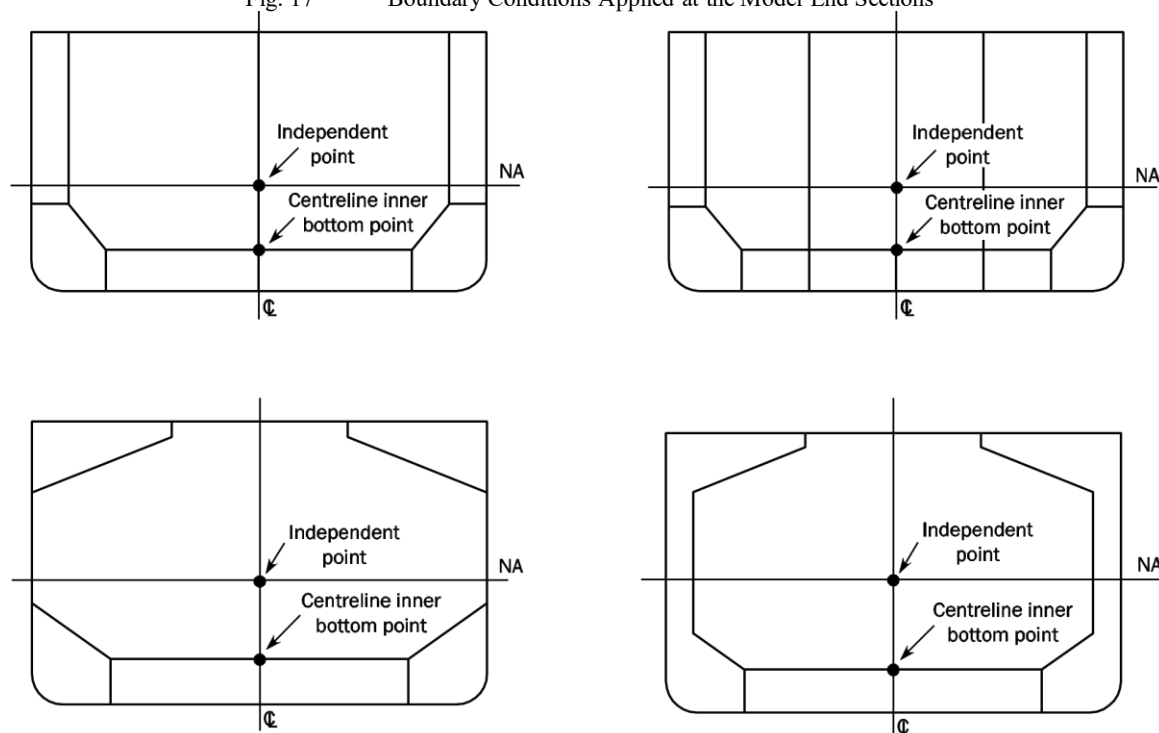 Fig. 17 Boundary Conditions Applied at the Model End Sections
Independent
point
NA
Centreline inner
bottom point
℄
Independent
point
NA
Centreline inner
bottom point
℄
Independent
point
NA
Centreline inner
bottom point
℄
Independent
point
NA
Centreline inner
bottom point
℄